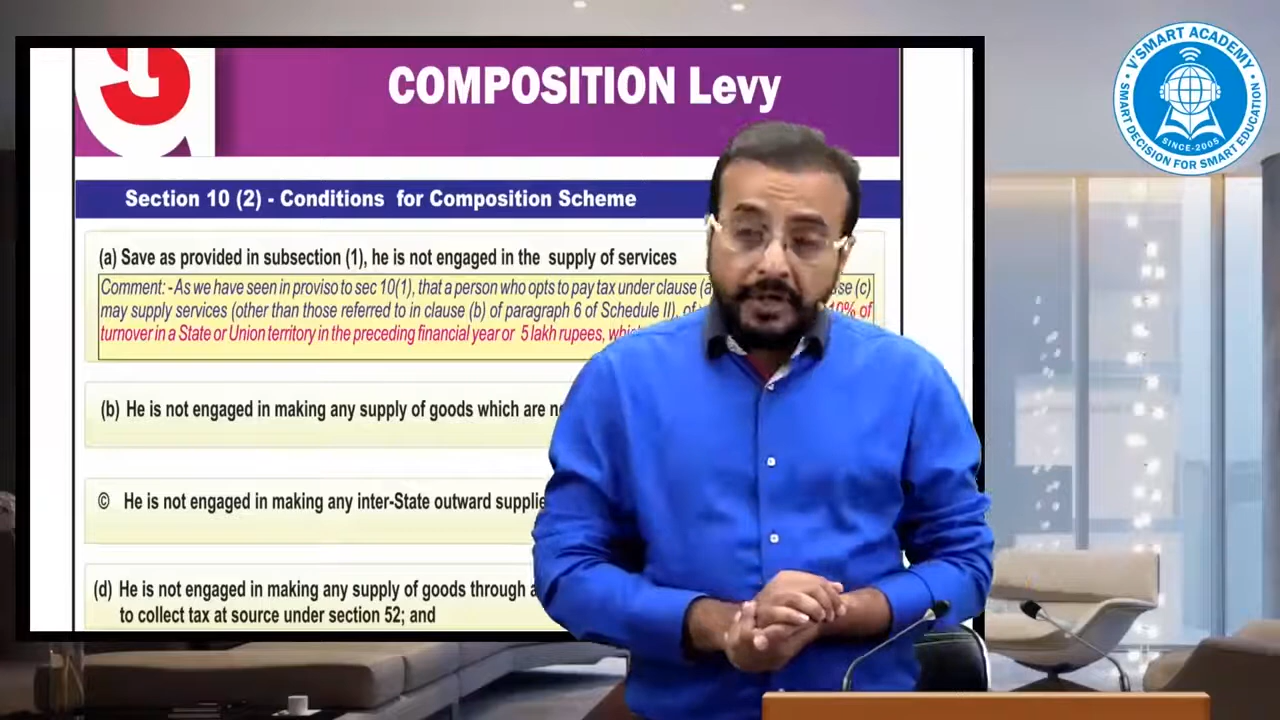 COMPOSITION Levy
Section 10 (2) - Conditions for Composition Scheme
(a) Save as provided in subsection (1), he is not engaged in the supply of services
Comment: - As we have seen in proviso to sec 10(1), that a person who opts to pay tax under clause (a se (c)
may supply services (other than those referred to in clause (b) of paragraph 6 of Schedule II), of 10% of
turnover in a State or Union territory in the preceding financial year or 5 lakh rupees,
(b) He is not engaged in making any supply of goods which are
© He is not engaged in making any inter-State outward supplie
(d) He is not engaged in making any supply of goods through
to collect tax at source under section 52; and
V'SMART ACADEMY
SINCE-2005
SMART DECISION FOR SMART EDUCATION